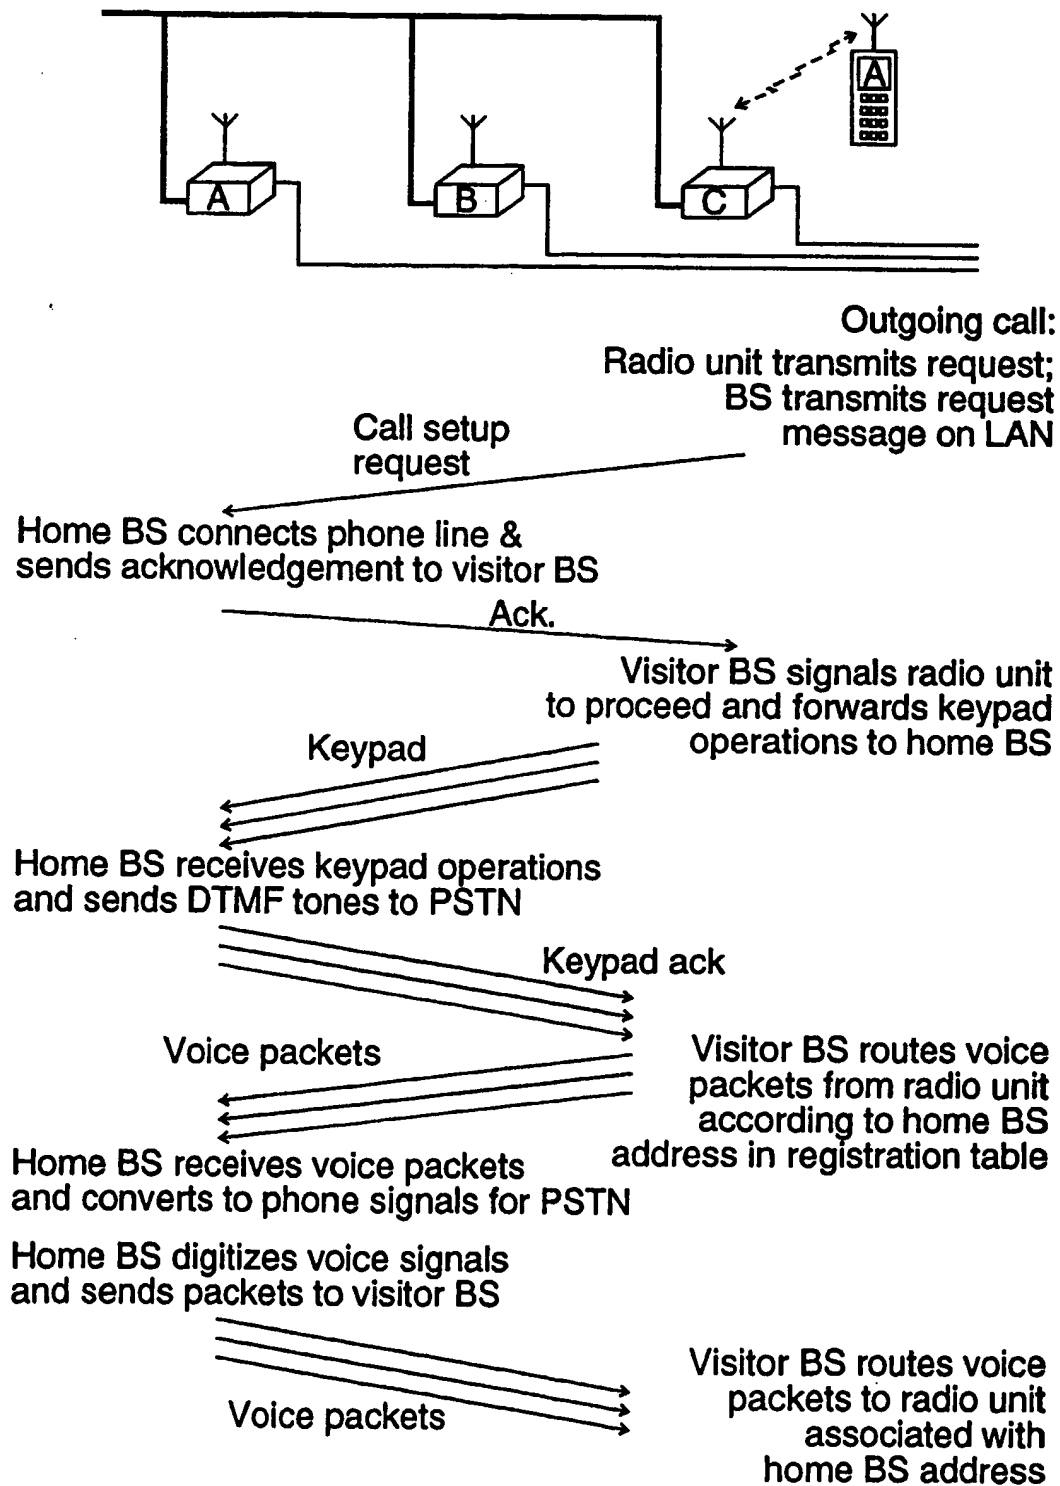 A
A
B
C
Outgoing call:
Radio unit transmits request;
BS transmits request
message on LAN
Call setup
request
Home BS connects phone line &
sends acknowledgement to visitor BS
Ack.
Visitor BS signals radio unit
to proceed and forwards keypad
operations to home BS
Keypad
Home BS receives keypad operations
and sends DTMF tones to PSTN
Keypad ack
Voice packets
Visitor BS routes voice
packets from radio unit
according to home BS
address in registration table
Home BS receives voice packets
and converts to phone signals for PSTN
Home BS digitizes voice signals
and sends packets to visitor BS
Voice packets
Visitor BS routes voice
packets to radio unit
associated with
home BS address